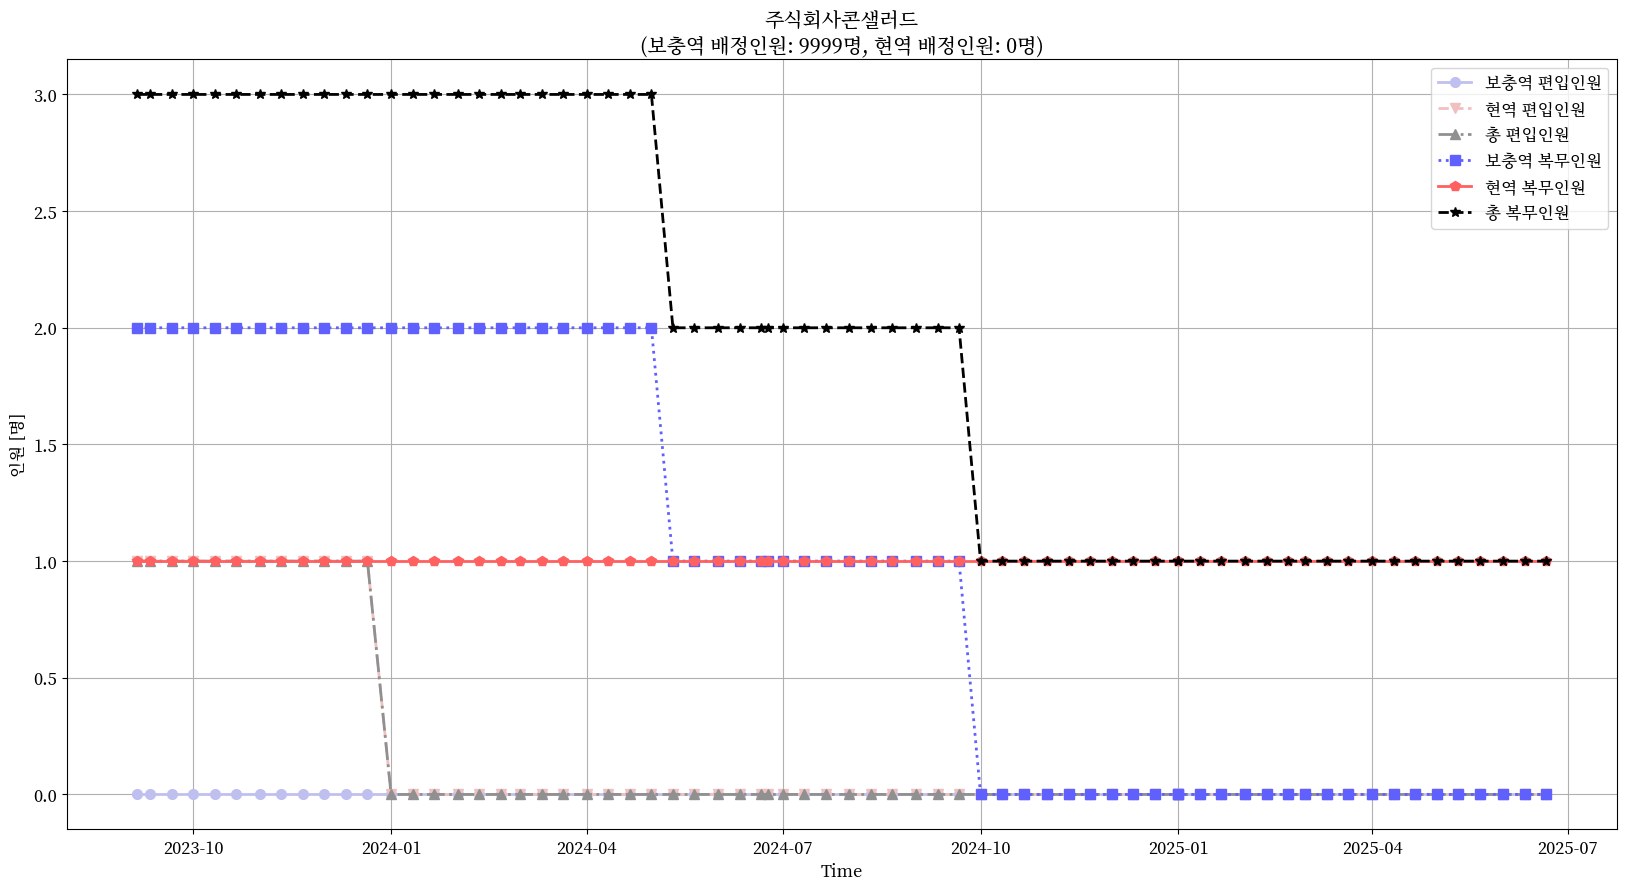 주식회사콘샐러드
(보충역 배정인원: 9999명, 현역 배정인원: 0명)
보충역 편입인원
현역 편입인원
총 편입인원
보충역 복무인원
현역 복무인원
총 복무인원
인원 [명]
3.0
2.5
2.0
1.5
1.0
0.5
0.0
2023-10
2024-01
2024-04
2024-07
2024-10
2025-01
2025-04
2025-07
Time